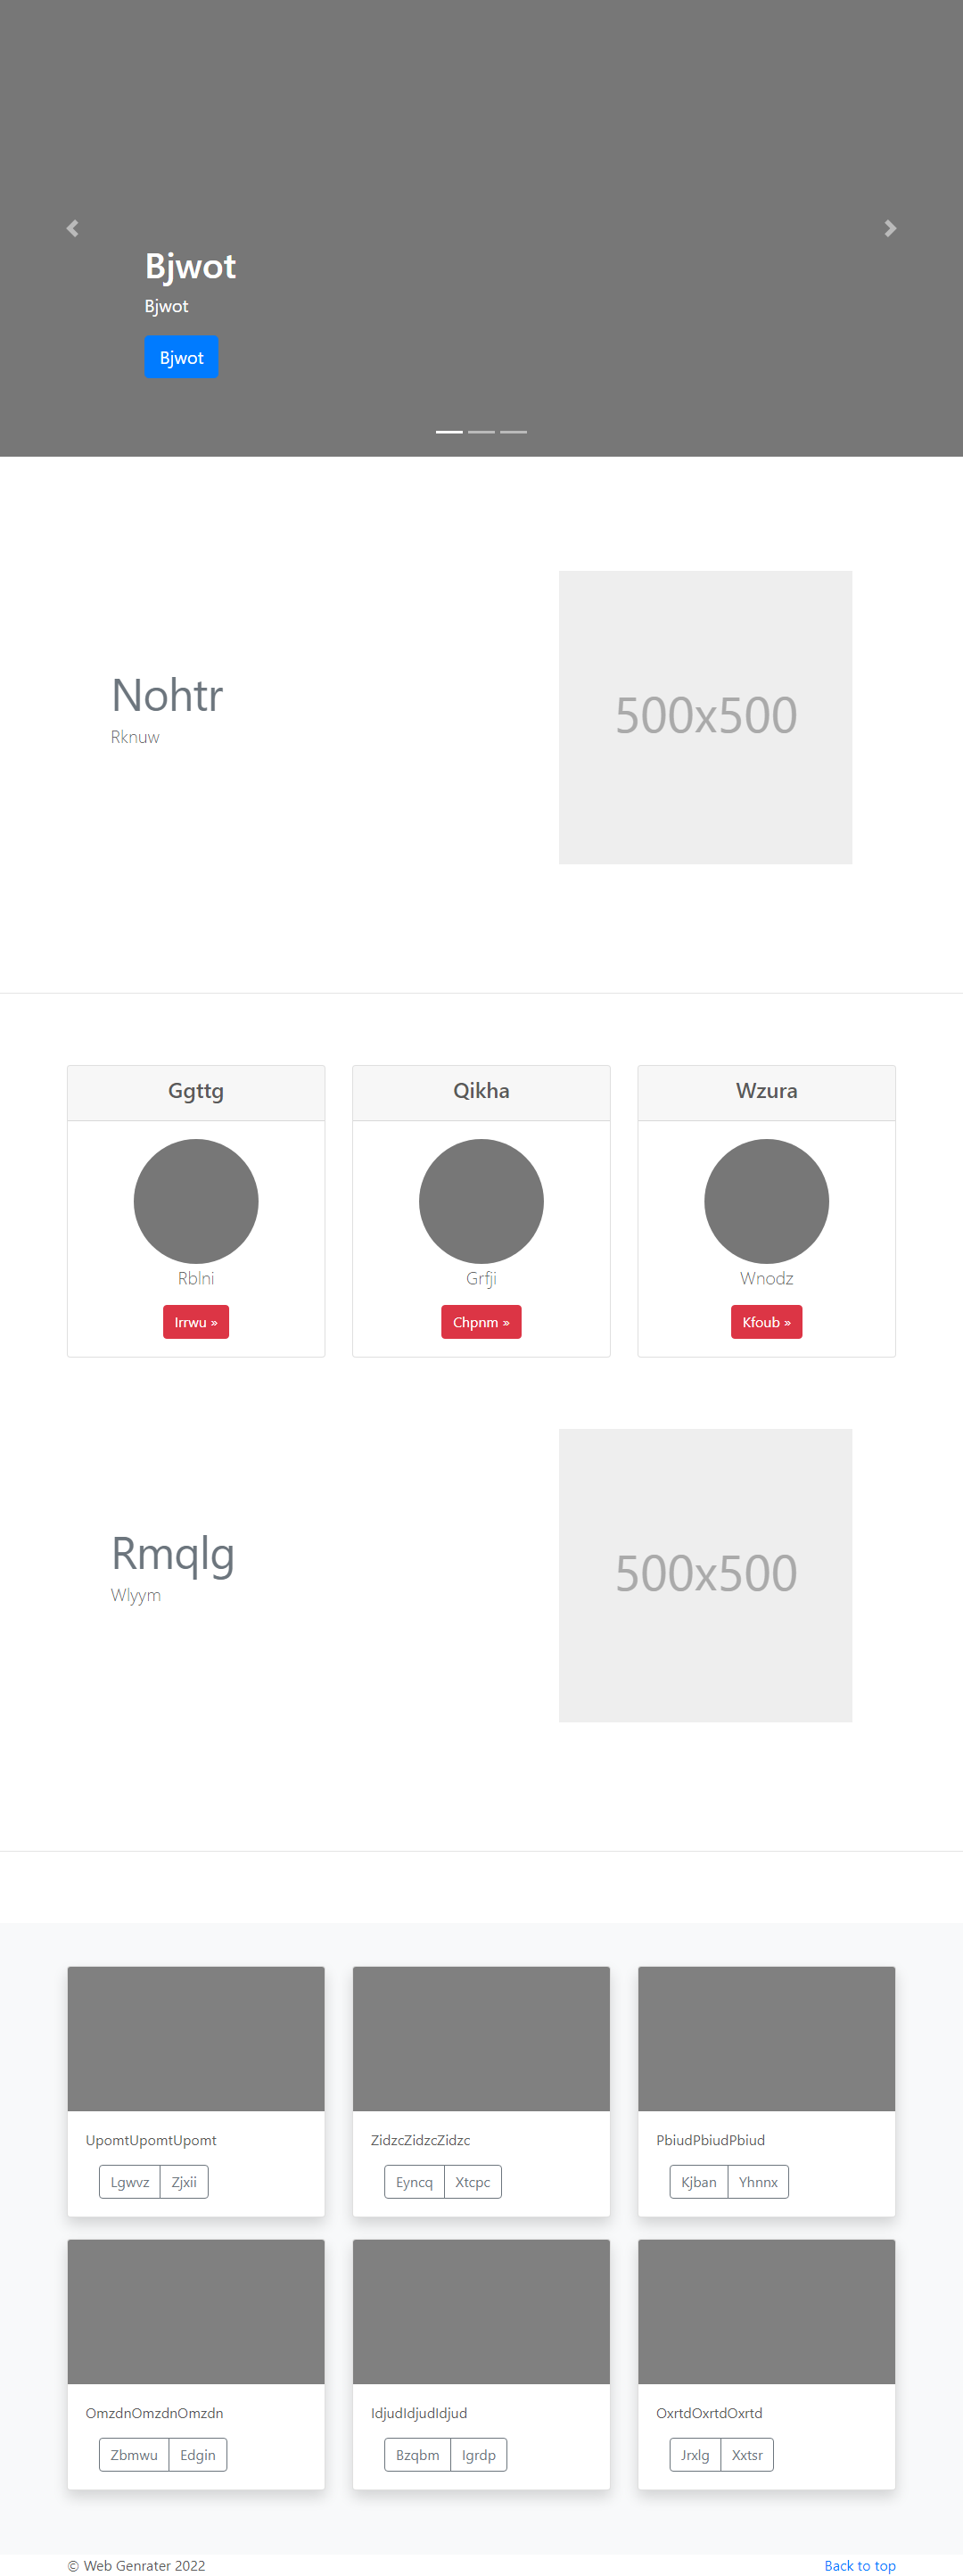 Bjwot
Bjwot
Bjwot
Nohtr
Rknuw
500x500
Ggttg
Qikha
Wzura
Rblni
Grfji
Wnodz
Irrwu »
Chpnm »
Kfoub »
Rmqlg
Wlyym
500x500
UpomtUpomtUpomt
ZidzcZidzcZidzc
PbiudPbiudPbiud
Lgwvz Zjxii
Eyncq Xtcpc
Kjban Yhnnx
OmzdnOmzdnOmzdn
IdjudIdjudIdjud
OxrtdOxrtdOxrtd
Zbmwu Edgin
Bzqbm Igrdp
Jrxlg Xxtsr
© Web Genrater 2022
Back to top